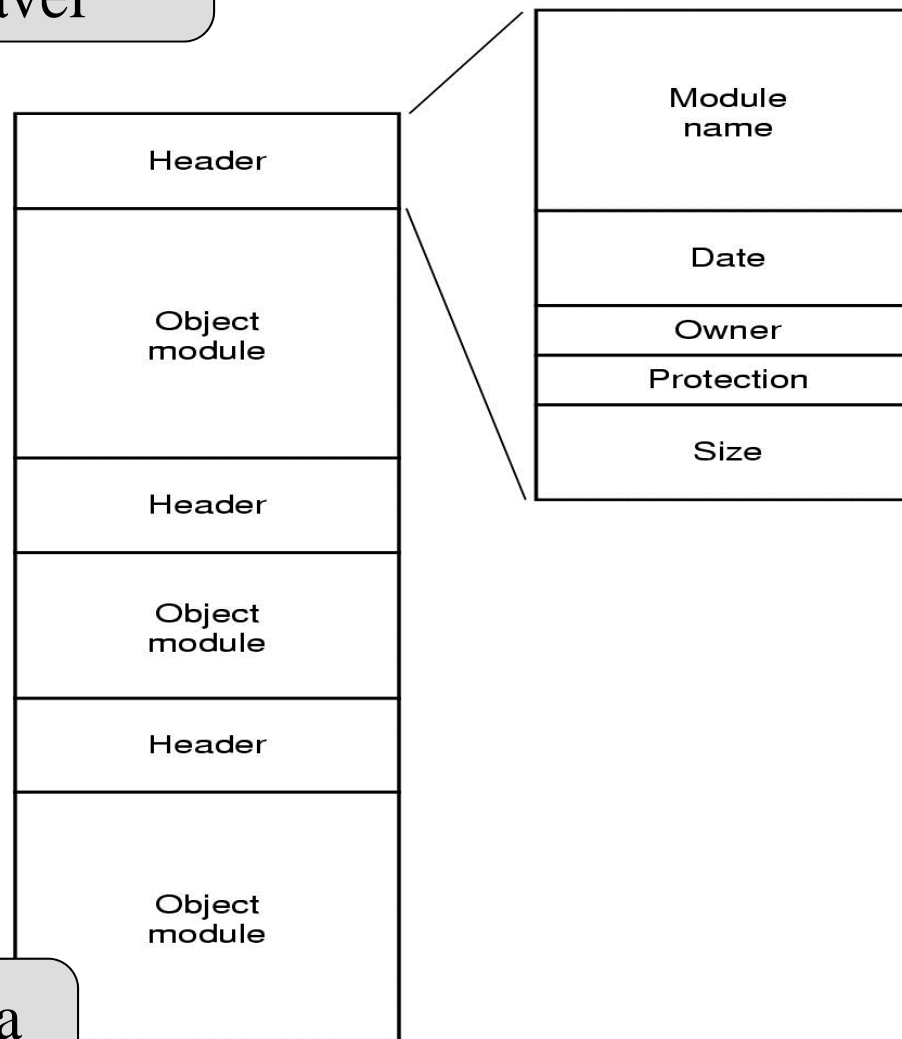 Header
Object
module
Header
Object
module
Header
Object
module
a
Module
name
Date
Owner
Protection
Size